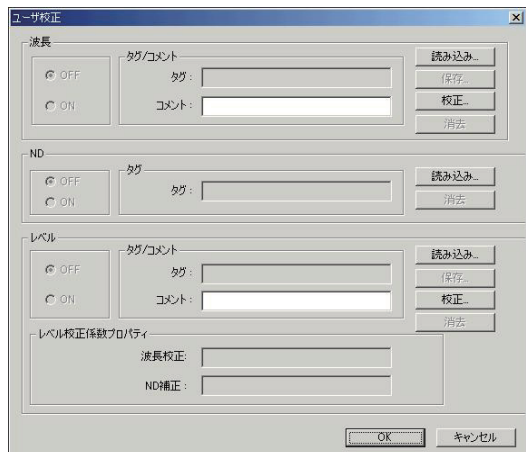 ユーザ校正
波長
OFF
ON
タグ/コメント
タグ：
コメント：
読み込み...
保存...
校正...
消去
ND
OFF
ON
タグ
タグ：
読み込み...
消去
レベル
OFF
ON
タグ/コメント
タグ：
コメント：
読み込み...
保存...
校正...
消去
レベル校正係数プロパティ
波長校正:
ND補正：
OK
キャンセル